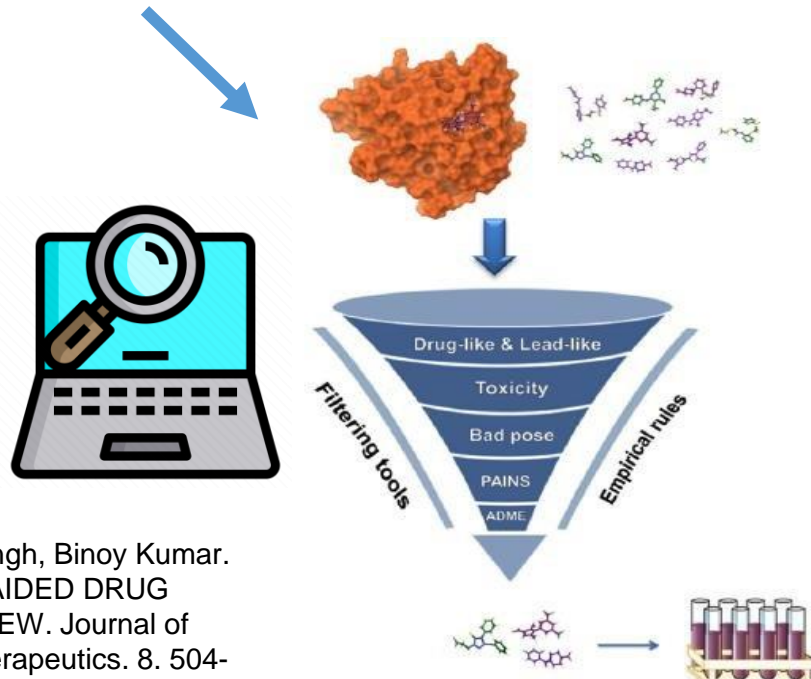 Drug-like & Lead-like
Toxicity
Bad pose
PAINS
ADME
Filtering tools
Empirical rules
ngh, Binoy Kumar.
AIDED DRUG
EW. Journal of
erapeutics. 8. 504-